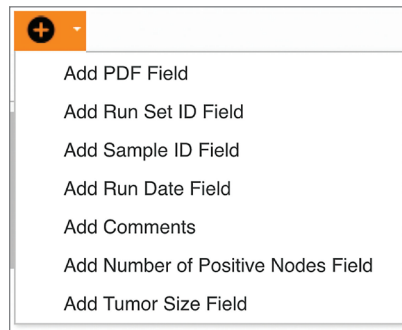 Add PDF Field
Add Run Set ID Field
Add Sample ID Field
Add Run Date Field
Add Comments
Add Number of Positive Nodes Field
Add Tumor Size Field